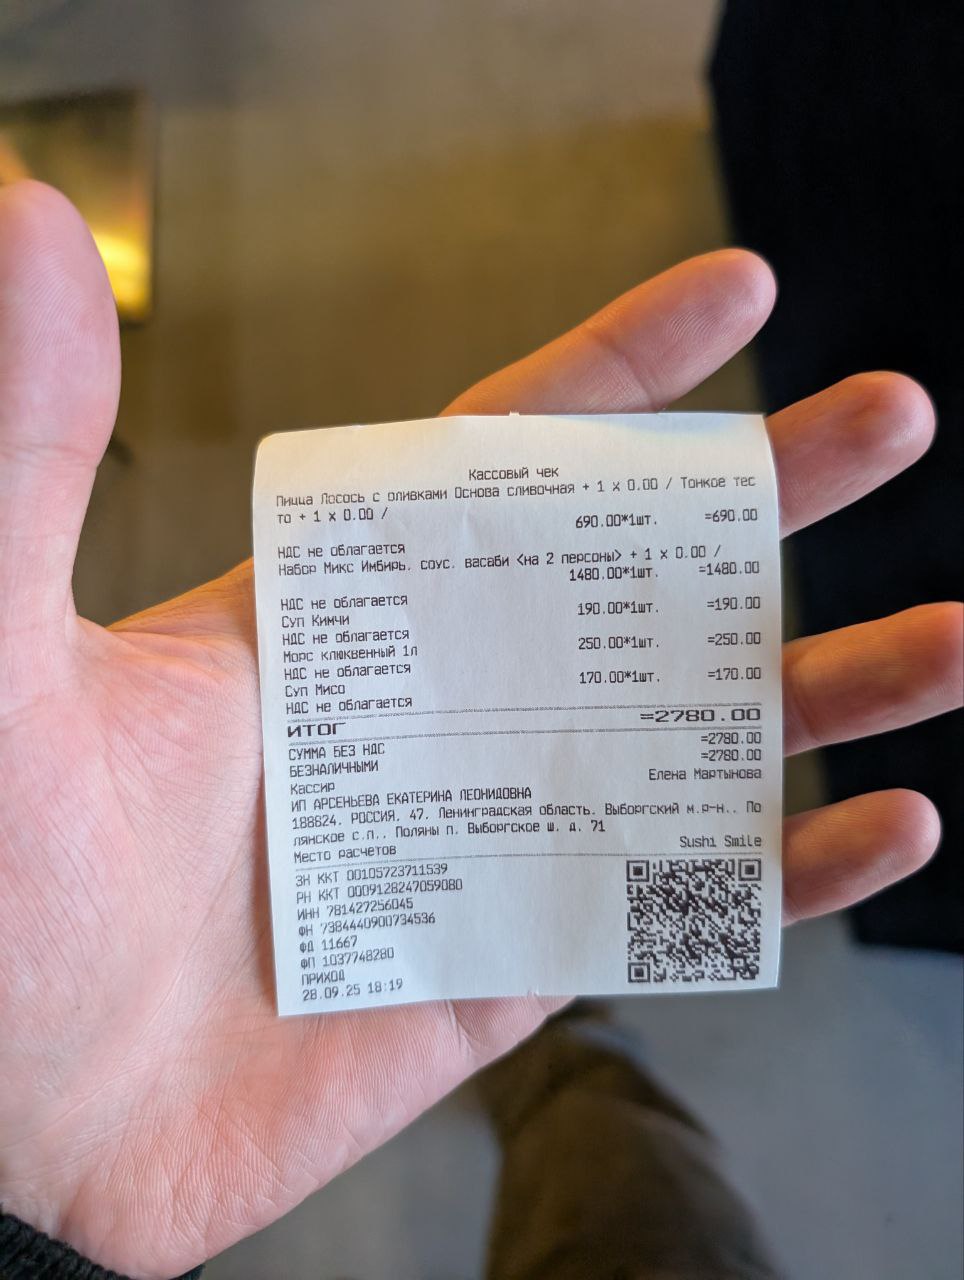 Кассовый чек
Пицца Лосось с оливками Основа сливочная + 1 x 0.00 / Тонкое тес
то + 1 x 0.00 /
690.00*1шт. =690.00
НДС не облагается
Набор Микс Имбирь, соус, васаби <на 2 персоны> + 1 x 0.00 /
1480.00*1шт. =1480.00
НДС не облагается
Суп Кимчи 190.00*1шт. =190.00
НДС не облагается
Морс клюквенный 1л 250.00*1шт. =250.00
НДС не облагается
Суп Мисо 170.00*1шт. =170.00
НДС не облагается
ИТОГ =2780.00
СУММА БЕЗ НДС =2780.00
БЕЗНАЛИЧНЫМИ =2780.00
Кассир Елена Мартынова
ИП АРСЕНЬЕВА ЕКАТЕРИНА ЛЕОНИДОВНА
188824, РОССИЯ, 47, Ленинградская область, Выборгский м.р-н., По
лянское с.п., Поляны п, Выборгское ш, д. 71
Место расчетов Sushi Smile
ЗН ККТ 00105723711539
РН ККТ 0009128247059080
ИНН 781427256045
ФН 7384440900734536
ФД 11667
ФП 1037748280
ПРИХОД
28.09.25 18:19